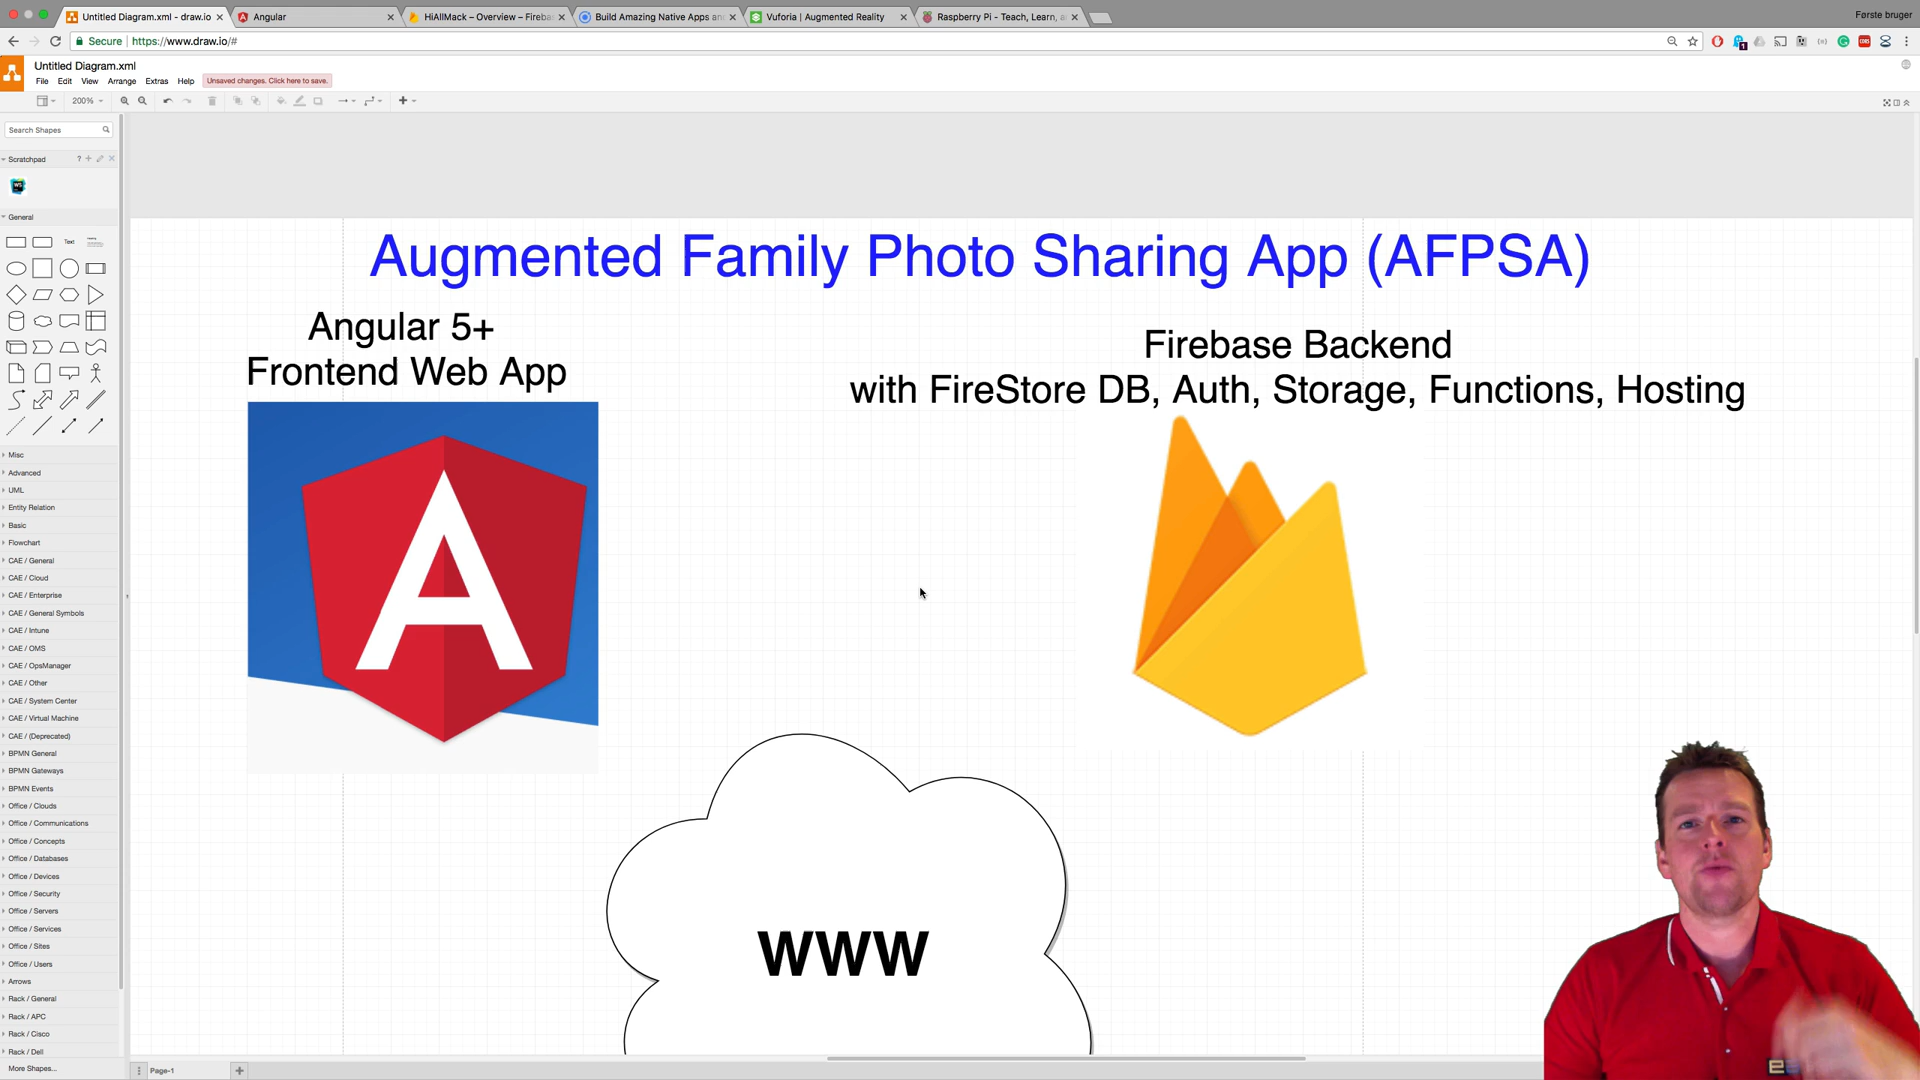 Untitled Diagram.xml - draw.io
Angular
HiAllMack – Overview – Fireba
Build Amazing Native Apps an
Vuforia | Augmented Reality
Raspberry Pi - Teach, Learn, a
Første bruger
Secure
https://www.draw.io/#
Untitled Diagram.xml
File
Edit
View
Arrange
Extras
Help
Unsaved changes. Click here to save.
200%
Search Shapes
Scratchpad
?
WS
General
Text
Misc
Advanced
UML
Entity Relation
Basic
Flowchart
CAE / General
CAE / Cloud
CAE / Enterprise
CAE / General Symbols
CAE / Intune
CAE / OMS
CAE / OpsManager
CAE / Other
CAE / System Center
CAE / Virtual Machine
CAE / (Deprecated)
BPMN General
BPMN Gateways
BPMN Events
Office / Clouds
Office / Communications
Office / Concepts
Office / Databases
Office / Devices
Office / Security
Office / Servers
Office / Services
Office / Sites
Office / Users
Arrows
Rack / General
Rack / APC
Rack / Cisco
Rack / Dell
More Shapes...
Augmented Family Photo Sharing App (AFPSA)
Angular 5+
Frontend Web App
A
Firebase Backend
with FireStore DB, Auth, Storage, Functions, Hosting
WWW
Page-1